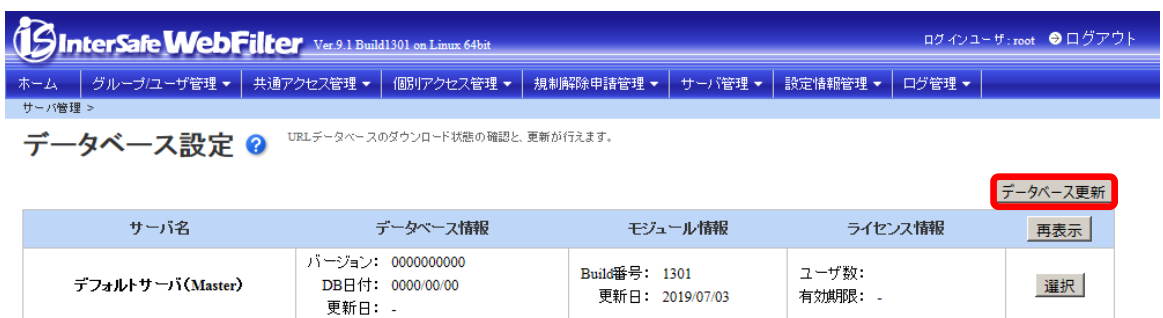 InterSafe WebFilter Ver.9.1 Build1301 on Linux 64bit ログインユーザ: root ログアウト
ホーム グループ/ユーザ管理 ▼ 共通アクセス管理 ▼ 個別アクセス管理 ▼ 規制解除申請管理 ▼ サーバ管理 ▼ 設定情報管理 ▼ ログ管理 ▼
サーバ管理 >
データベース設定 ? URLデータベースのダウンロード状態の確認と、更新が行えます。
データベース更新
サーバ名 データベース情報 モジュール情報 ライセンス情報 再表示
デフォルトサーバ(Master)
バージョン: 0000000000
DB日付: 0000/00/00
更新日: -
Build番号: 1301
更新日: 2019/07/03
ユーザ数:
有効期限: -
選択